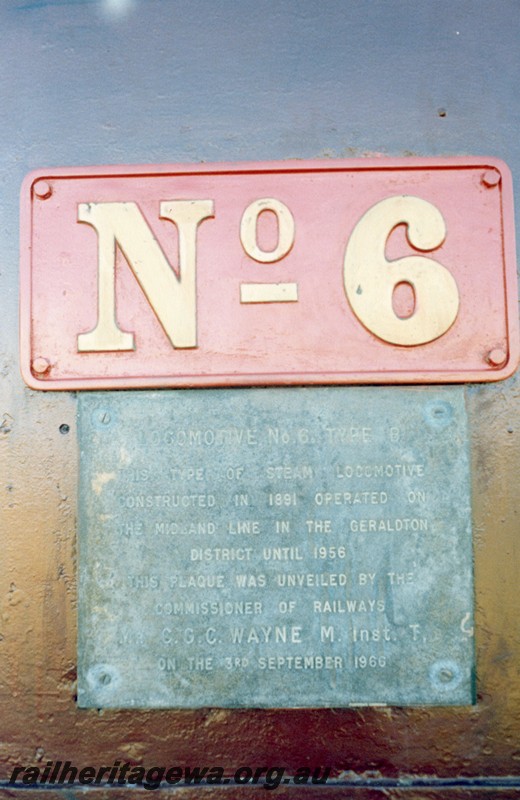 Nº 6
LOCOMOTIVE No 6. TYPE B
THIS TYPE OF STEAM LOCOMOTIVE
CONSTRUCTED IN 1891 OPERATED ON
THE MIDLAND LINE IN THE GERALDTON
DISTRICT UNTIL 1956
THIS PLAQUE WAS UNVEILED BY THE
COMMISSIONER OF RAILWAYS
C. G. C. WAYNE M. Inst. T,
ON THE 3RD SEPTEMBER 1966
railheritagewa.org.au